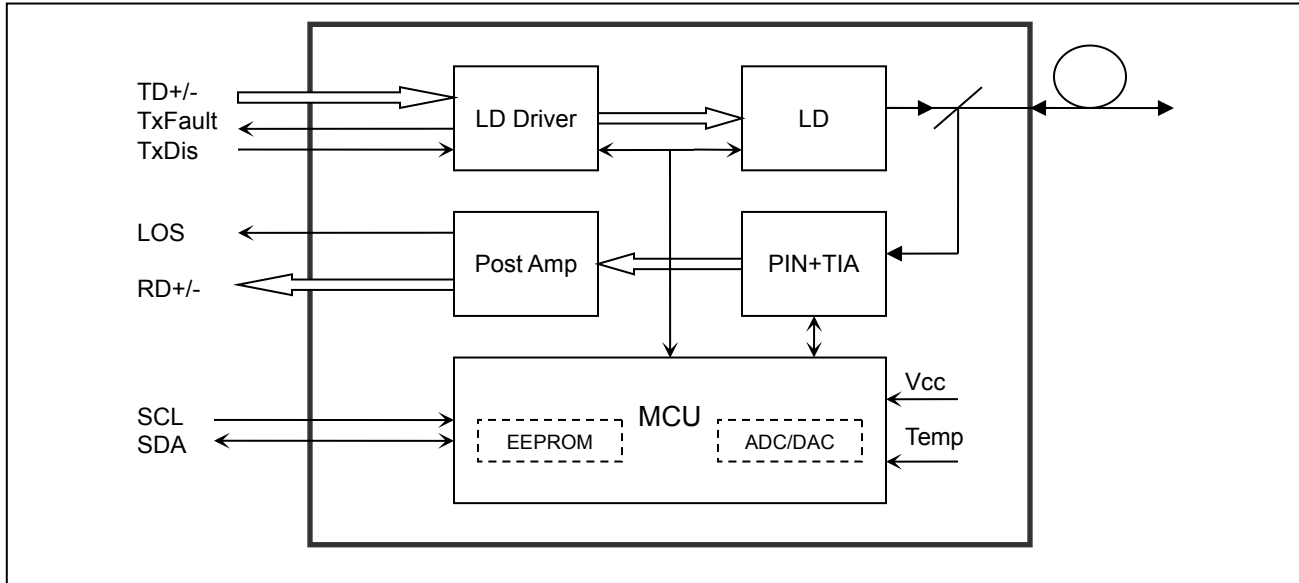 TD+/-
TxFault
TxDis
LD Driver
LD
LOS
RD+/-
Post Amp
PIN+TIA
SCL
SDA
MCU
EEPROM
ADC/DAC
Vcc
Temp